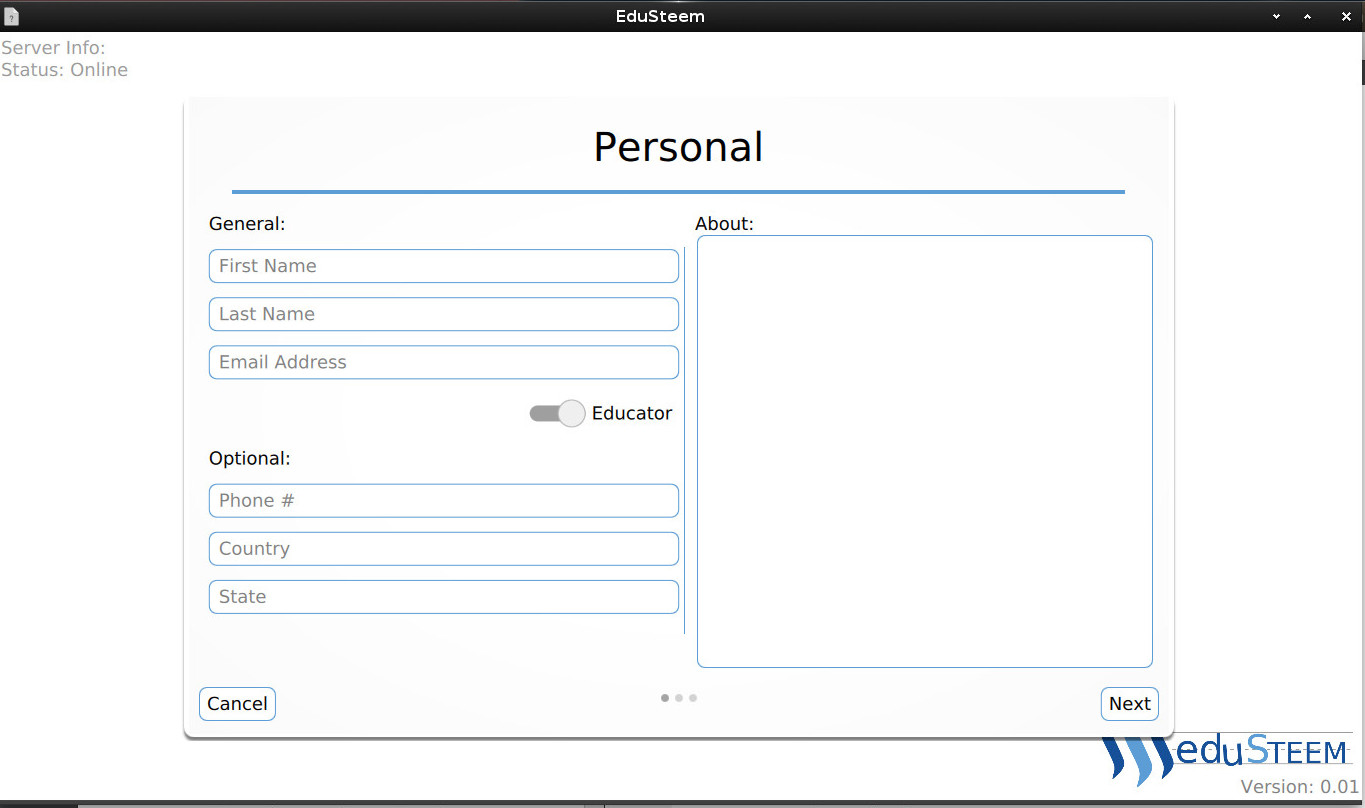 EduSteem
Server Info:
Status: Online
Personal
General:
First Name
Last Name
Email Address
Educator
Optional:
Phone #
Country
State
About:
Cancel
Next
eduSTEEM
Version: 0.01